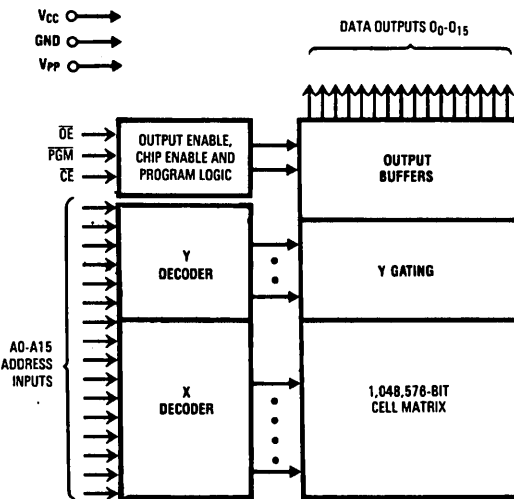 VCC
GND
VPP
DATA OUTPUTS O0-O15
OE
PGM
CE
OUTPUT ENABLE,
CHIP ENABLE AND
PROGRAM LOGIC
OUTPUT
BUFFERS
Y
DECODER
Y GATING
A0-A15
ADDRESS
INPUTS
X
DECODER
1,048,576-BIT
CELL MATRIX